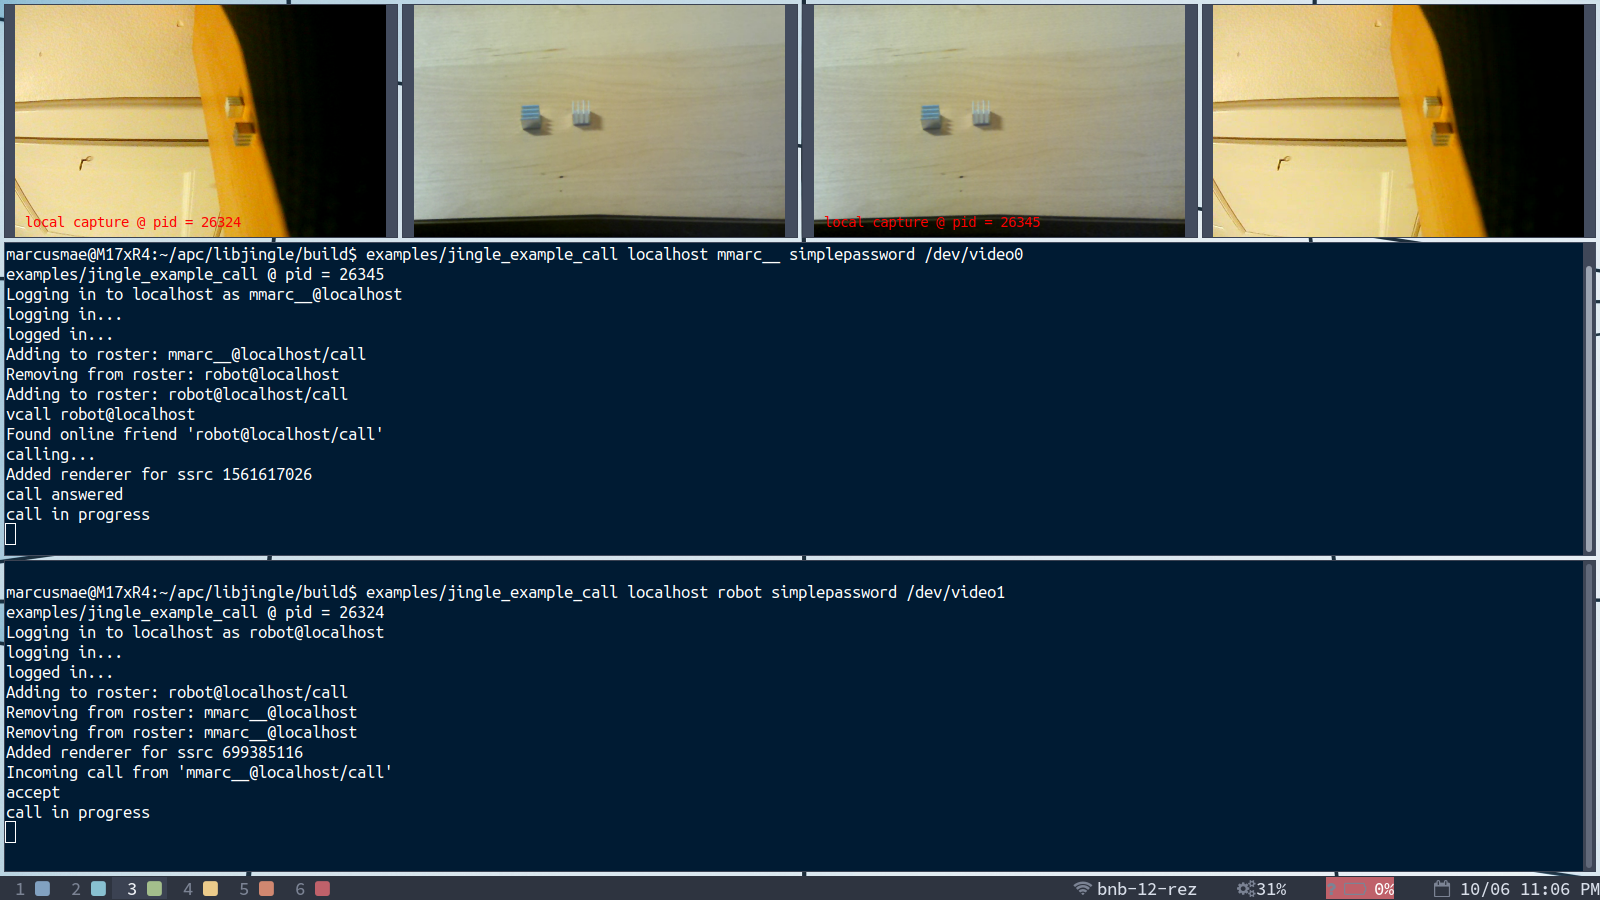 local capture @ pid = 26324
local capture @ pid = 26345
marcusmae@M17xR4:~/apc/libjingle/build$ examples/jingle_example_call localhost mmarc__ simplepassword /dev/video0
examples/jingle_example_call @ pid = 26345
Logging in to localhost as mmarc__@localhost
logging in...
logged in...
Adding to roster: mmarc__@localhost/call
Removing from roster: robot@localhost
Adding to roster: robot@localhost/call
vcall robot@localhost
Found online friend 'robot@localhost/call'
calling...
Added renderer for ssrc 1561617026
call answered
call in progress
marcusmae@M17xR4:~/apc/libjingle/build$ examples/jingle_example_call localhost robot simplepassword /dev/video1
examples/jingle_example_call @ pid = 26324
Logging in to localhost as robot@localhost
logging in...
logged in...
Adding to roster: robot@localhost/call
Removing from roster: mmarc__@localhost
Removing from roster: mmarc__@localhost
Added renderer for ssrc 699385116
Incoming call from 'mmarc__@localhost/call'
accept
call in progress
1 2 3 4 5 6 bnb-12-rez 31% 0% 10/06 11:06 PM